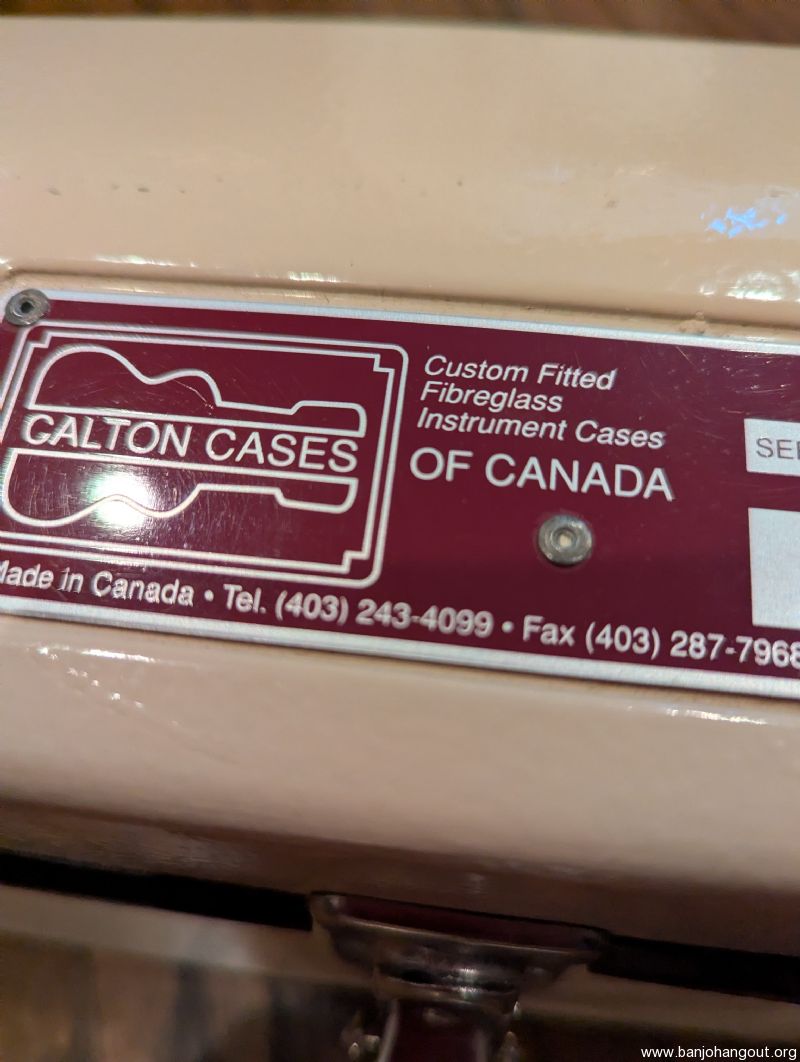 CALTON CASES
Custom Fitted
Fibreglass
Instrument Cases
OF CANADA
Made in Canada • Tel. (403) 243-4099 • Fax (403) 287-7968
www.banjohangout.org